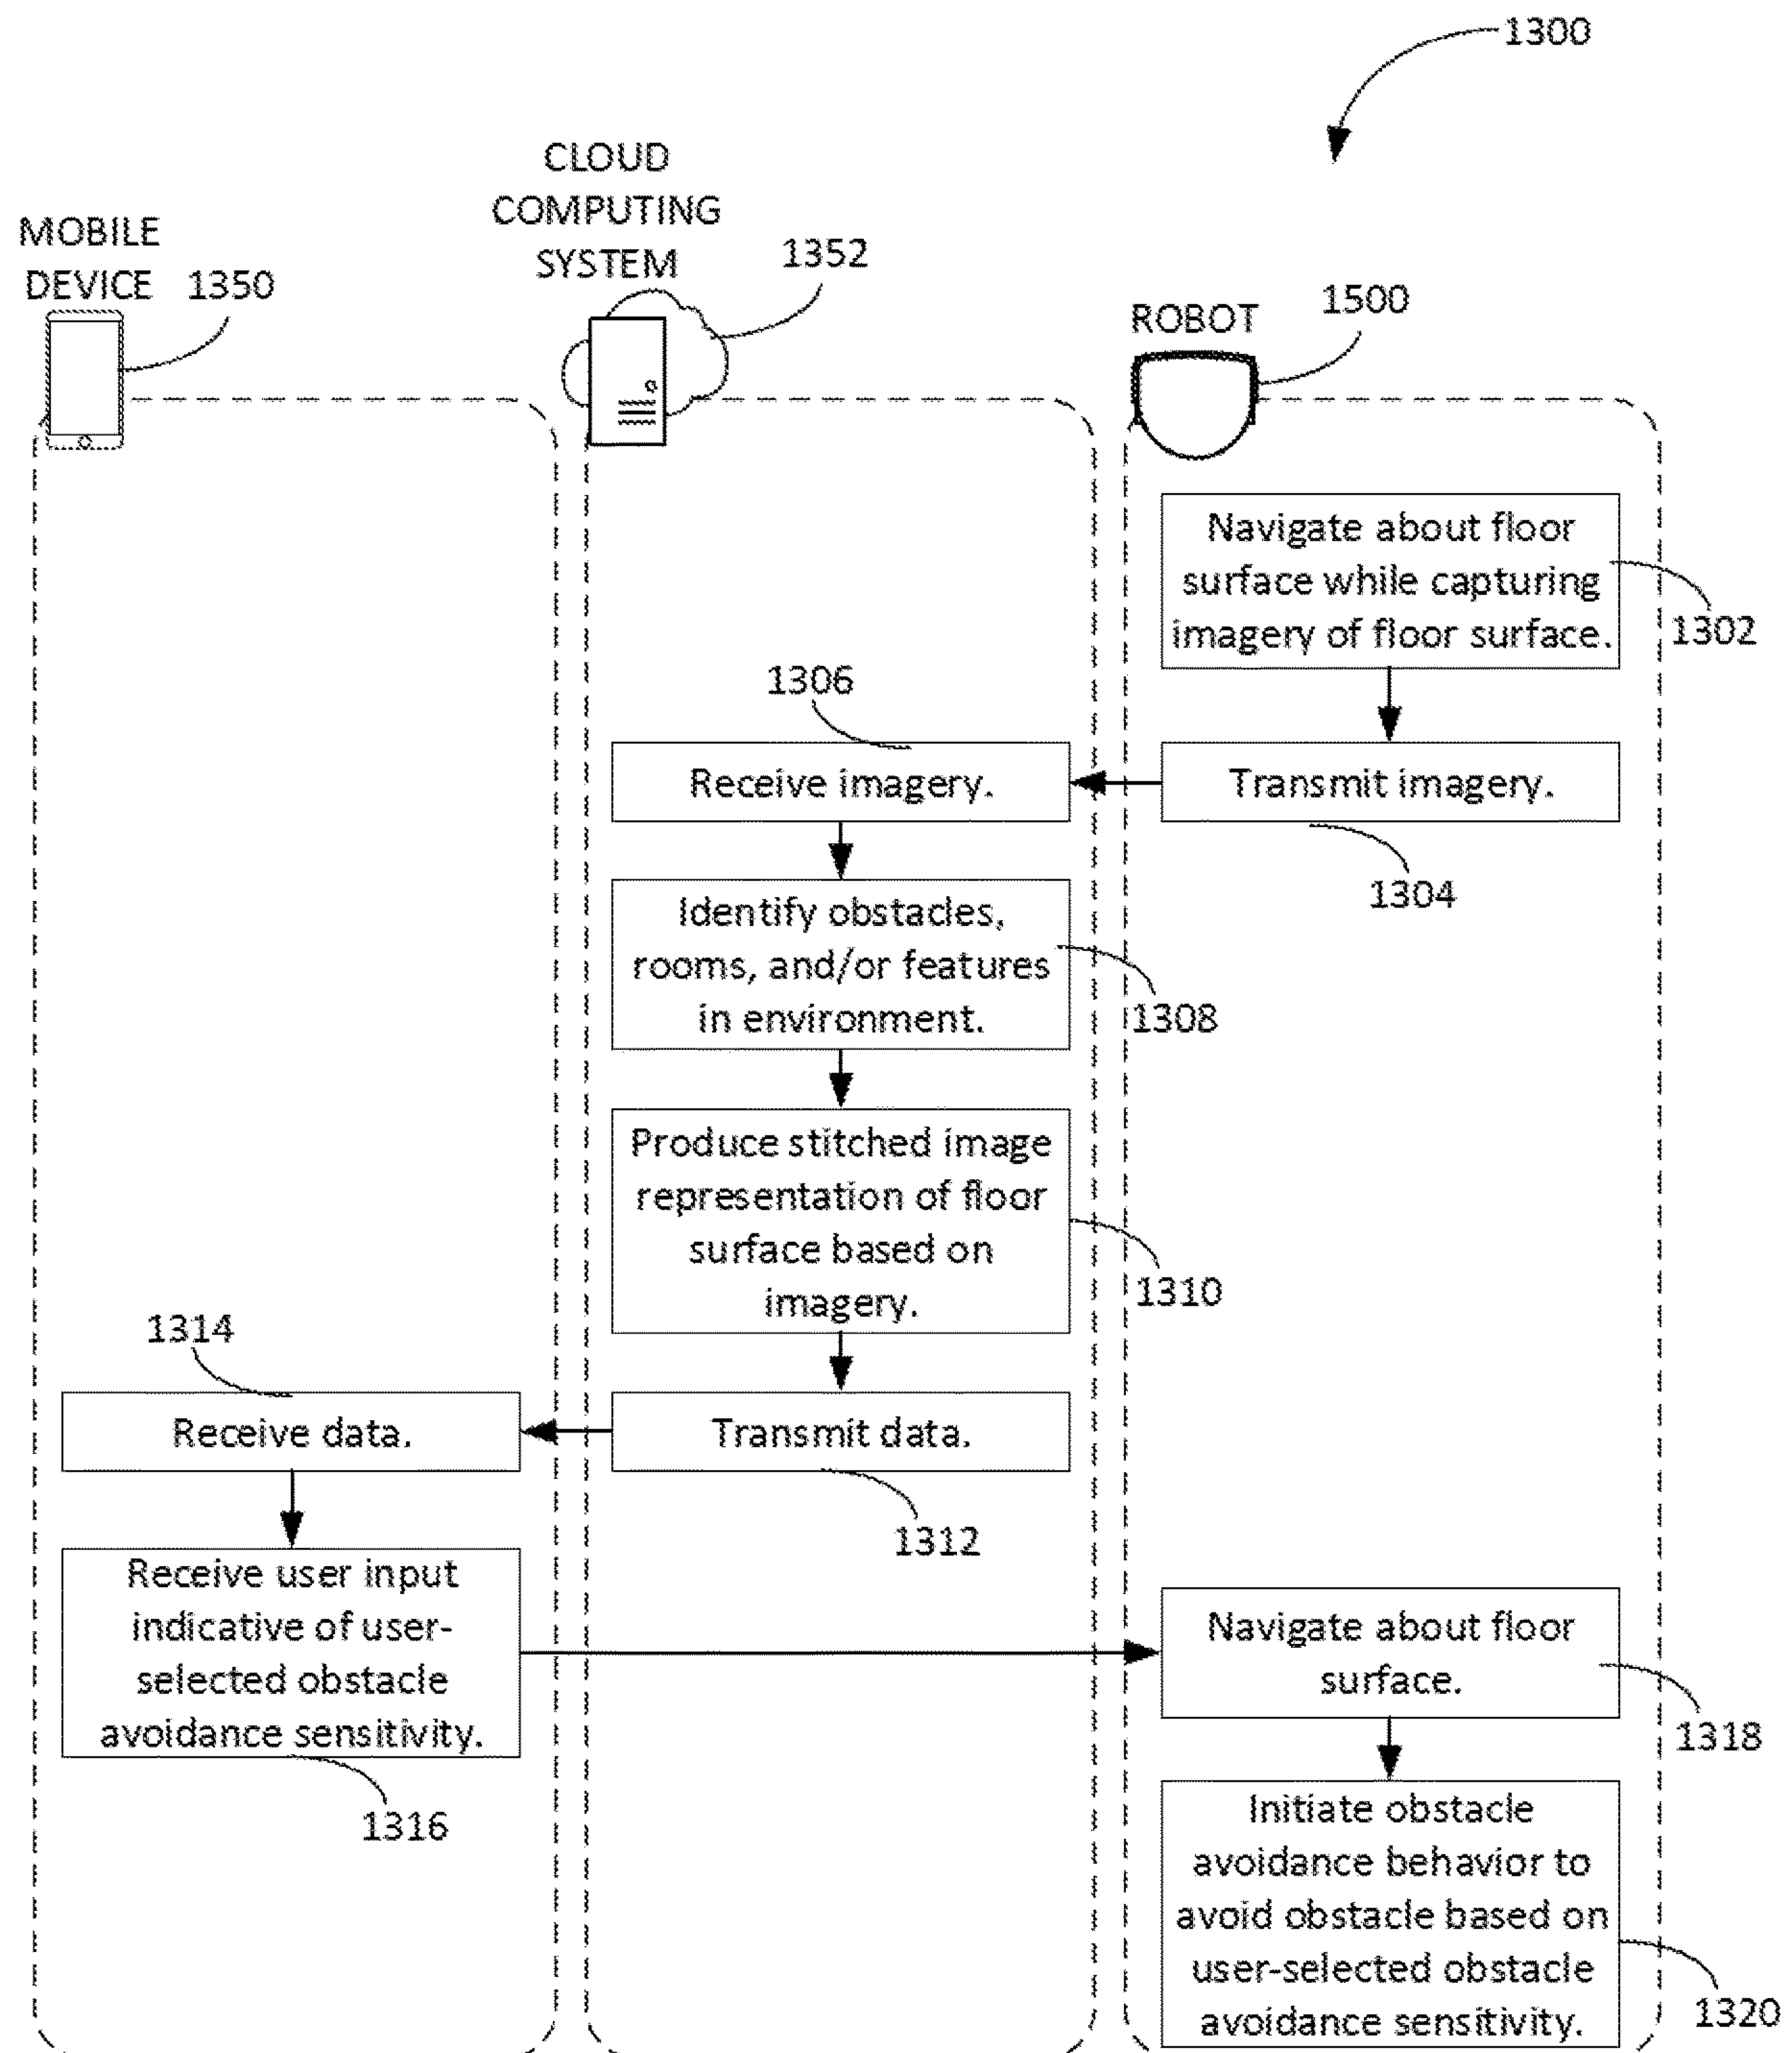 1300
CLOUD
COMPUTING
SYSTEM
1352
MOBILE
DEVICE
1350
ROBOT
1500
Navigate about floor
surface while capturing
imagery of floor surface.
1302
1306
Receive imagery.
Transmit imagery.
1304
Identify obstacles,
rooms, and/or features
in environment.
1308
Produce stitched image
representation of floor
surface based on
imagery.
1310
1314
Receive data.
Transmit data.
1312
Receive user input
indicative of user-
selected obstacle
avoidance sensitivity.
1316
Navigate about floor
surface.
1318
Initiate obstacle
avoidance behavior to
avoid obstacle based on
user-selected obstacle
avoidance sensitivity.
1320